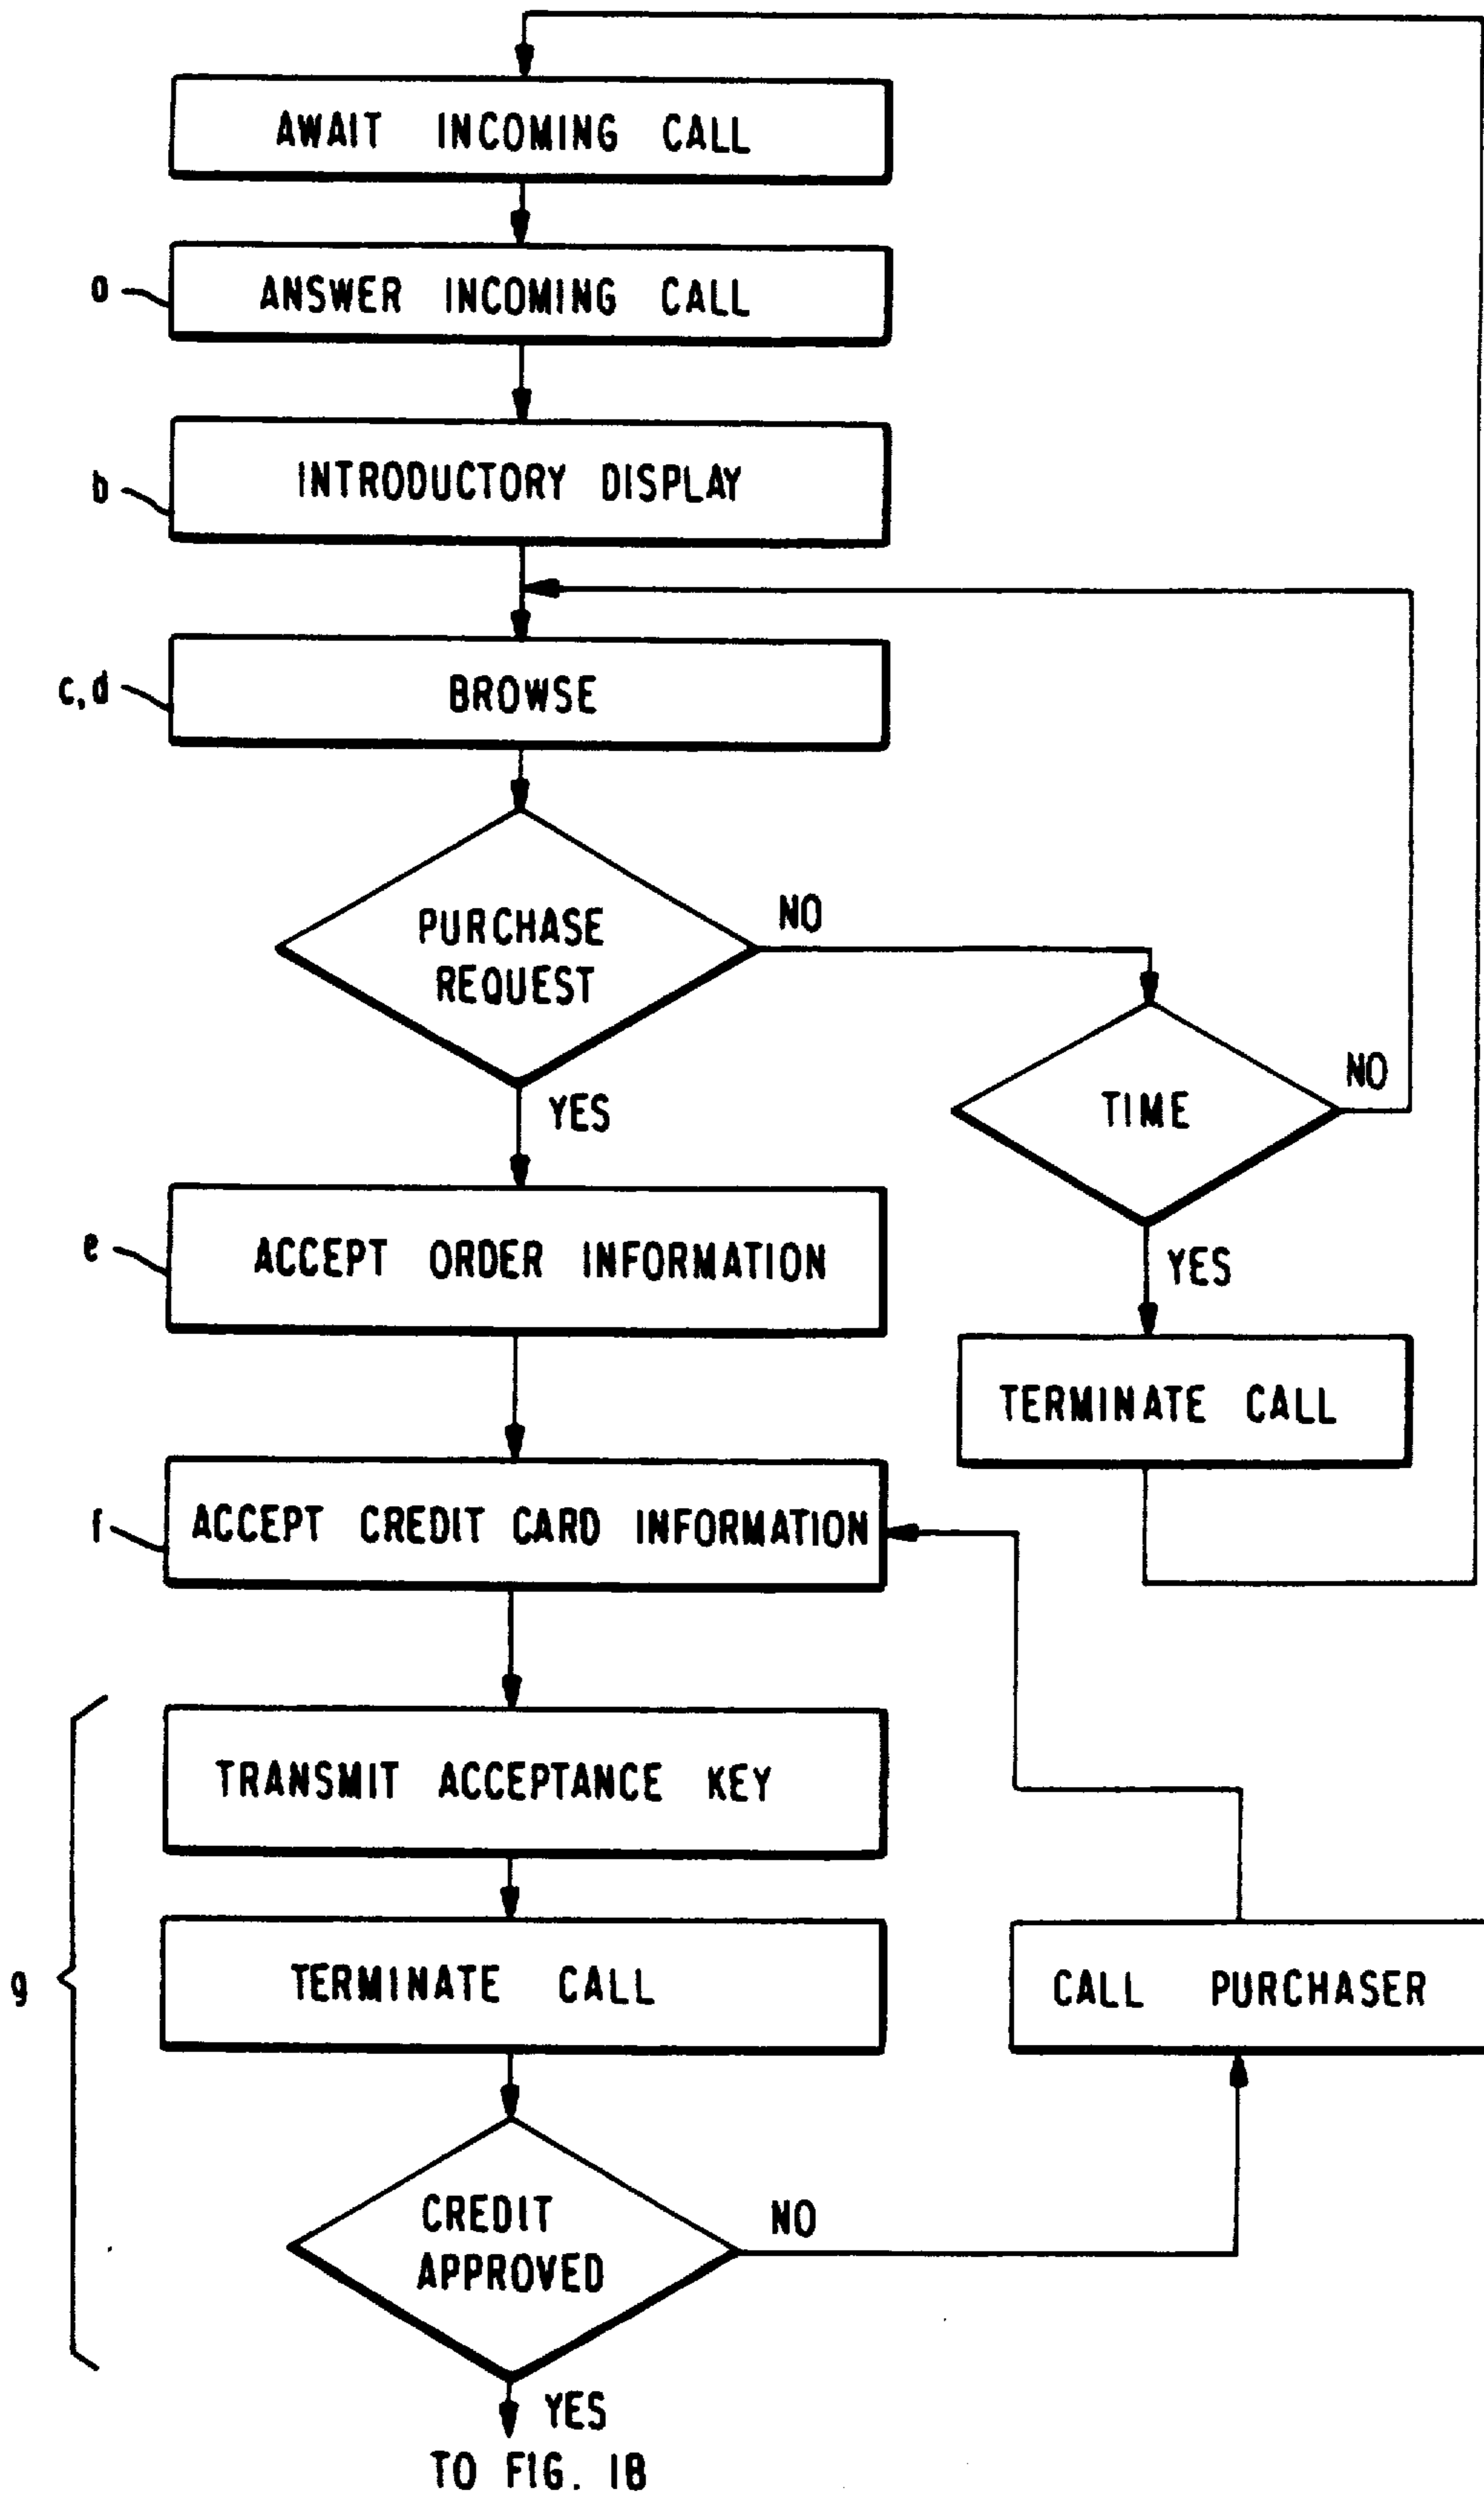 AWAIT INCOMING CALL
a
ANSWER INCOMING CALL
b
INTRODUCTORY DISPLAY
c,d
BROWSE
PURCHASE
REQUEST
NO
YES
TIME
NO
YES
e
ACCEPT ORDER INFORMATION
TERMINATE CALL
f
ACCEPT CREDIT CARD INFORMATION
g
TRANSMIT ACCEPTANCE KEY
TERMINATE CALL
CALL PURCHASER
CREDIT
APPROVED
NO
YES
TO FIG. 1B